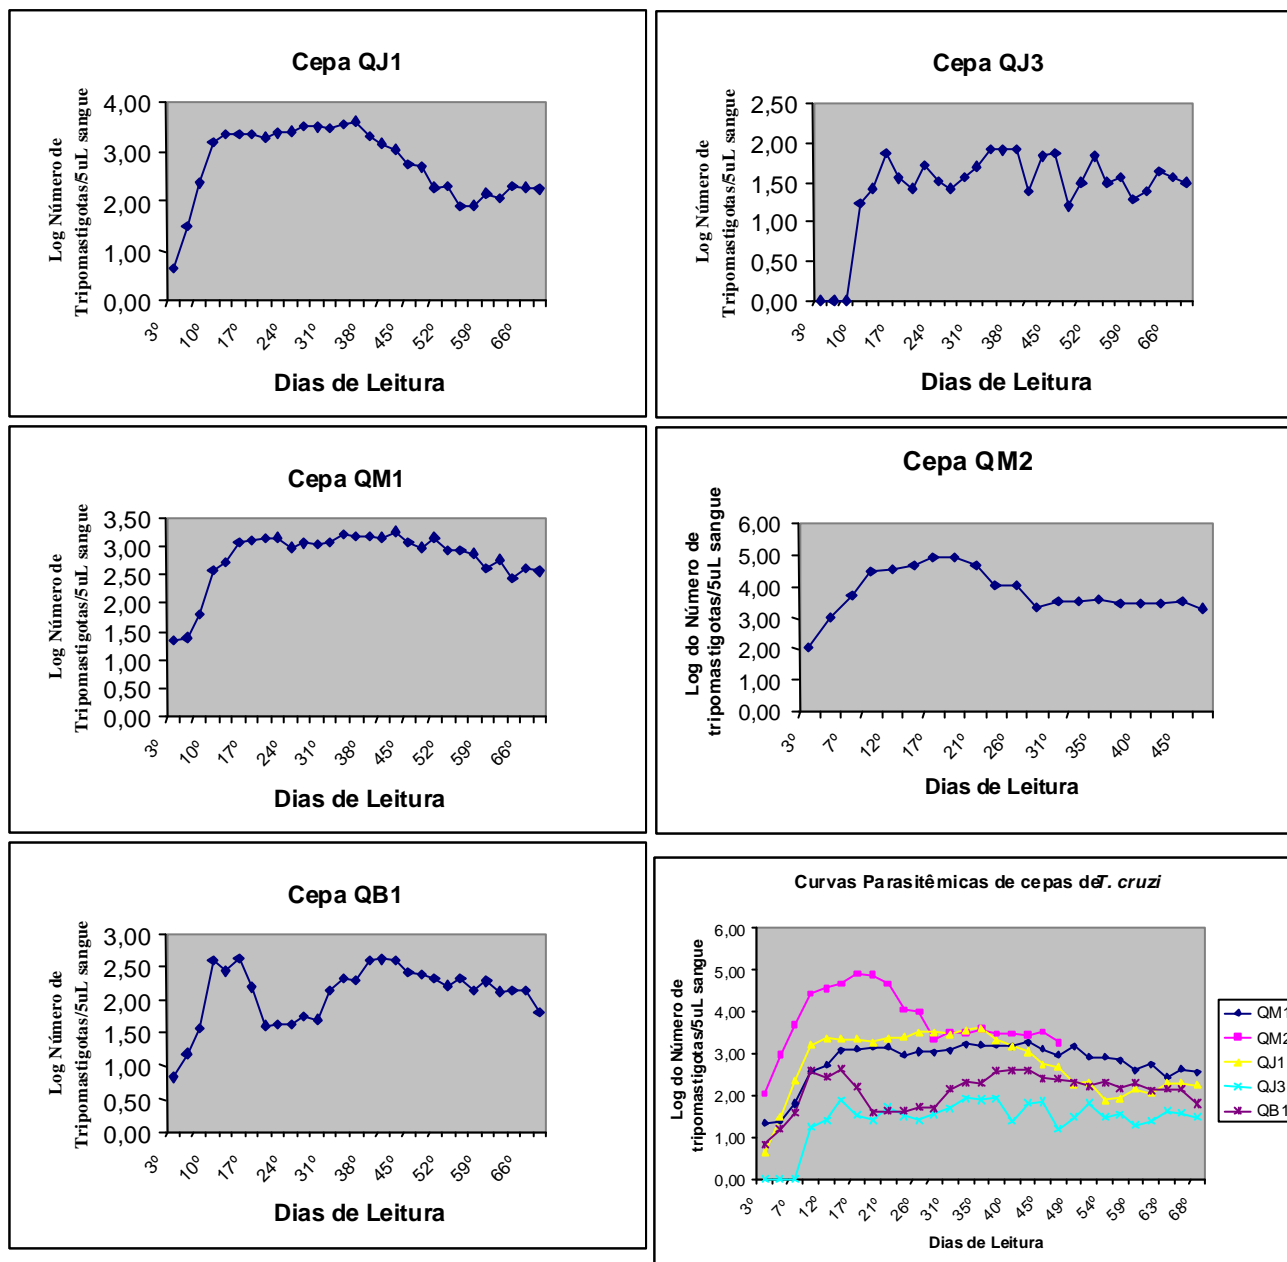 Cepa QJ1
Log Número de
Tripomastigotas/5uL sangue
4,00
3,00
2,00
1,00
0,00
3º 10º 17º 24º 31º 38º 45º 52º 59º 66º
Dias de Leitura
Cepa QJ3
Log Número de
Tripomastigotas/5uL sangue
2,50
2,00
1,50
1,00
0,50
0,00
3º 10º 17º 24º 31º 38º 45º 52º 59º 66º
Dias de Leitura
Cepa QM1
Log Número de
Tripomastigotas/5uL sangue
3,50
3,00
2,50
2,00
1,50
1,00
0,50
0,00
3º 10º 17º 24º 31º 38º 45º 52º 59º 66º
Dias de Leitura
Cepa QM2
Log do Número de
tripomastigotas/5uL sangue
6,00
5,00
4,00
3,00
2,00
1,00
0,00
3º 7º 12º 17º 21º 26º 31º 35º 40º 45º
Dias de Leitura
Cepa QB1
Log Número de
Tripomastigotas/5uL sangue
3,00
2,50
2,00
1,50
1,00
0,50
0,00
3º 10º 17º 24º 31º 38º 45º 52º 59º 66º
Dias de Leitura
Curvas Parasitêmicas de cepas de T. cruzi
Log do Número de
tripomastigotas/5uL sangue
6,00
5,00
4,00
3,00
2,00
1,00
0,00
3º 7º 12º 17º 21º 26º 31º 35º 40º 45º 49º 54º 59º 63º 68º
Dias de Leitura
QM1
QM2
QJ1
QJ3
QB1